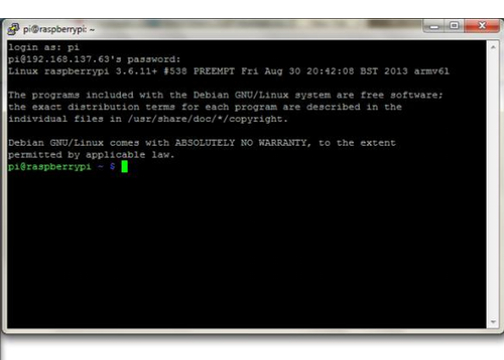 pi@raspberrypi: ~
login as: pi
pi@192.168.137.63's password:
Linux raspberrypi 3.6.11+ #538 PREEMPT Fri Aug 30 20:42:08 BST 2013 armv6l
The programs included with the Debian GNU/Linux system are free software;
the exact distribution terms for each program are described in the
individual files in /usr/share/doc/*/copyright.
Debian GNU/Linux comes with ABSOLUTELY NO WARRANTY, to the extent
permitted by applicable law.
pi@raspberrypi ~ $